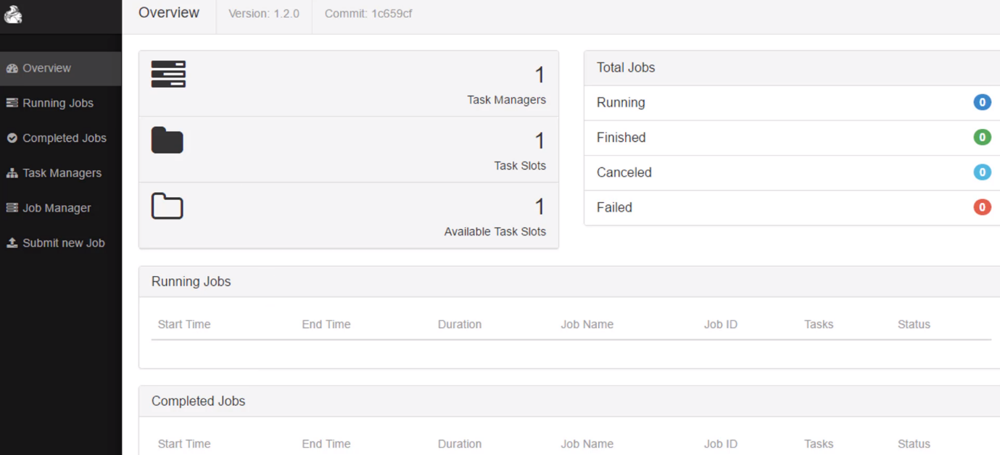 Overview Version: 1.2.0 Commit: 1c659cf
Overview
Running Jobs
Completed Jobs
Task Managers
Job Manager
Submit new Job
1
Task Managers
1
Task Slots
1
Available Task Slots
Total Jobs
Running 0
Finished 0
Canceled 0
Failed 0
Running Jobs
Start Time End Time Duration Job Name Job ID Tasks Status
Completed Jobs
Start Time End Time Duration Job Name Job ID Tasks Status